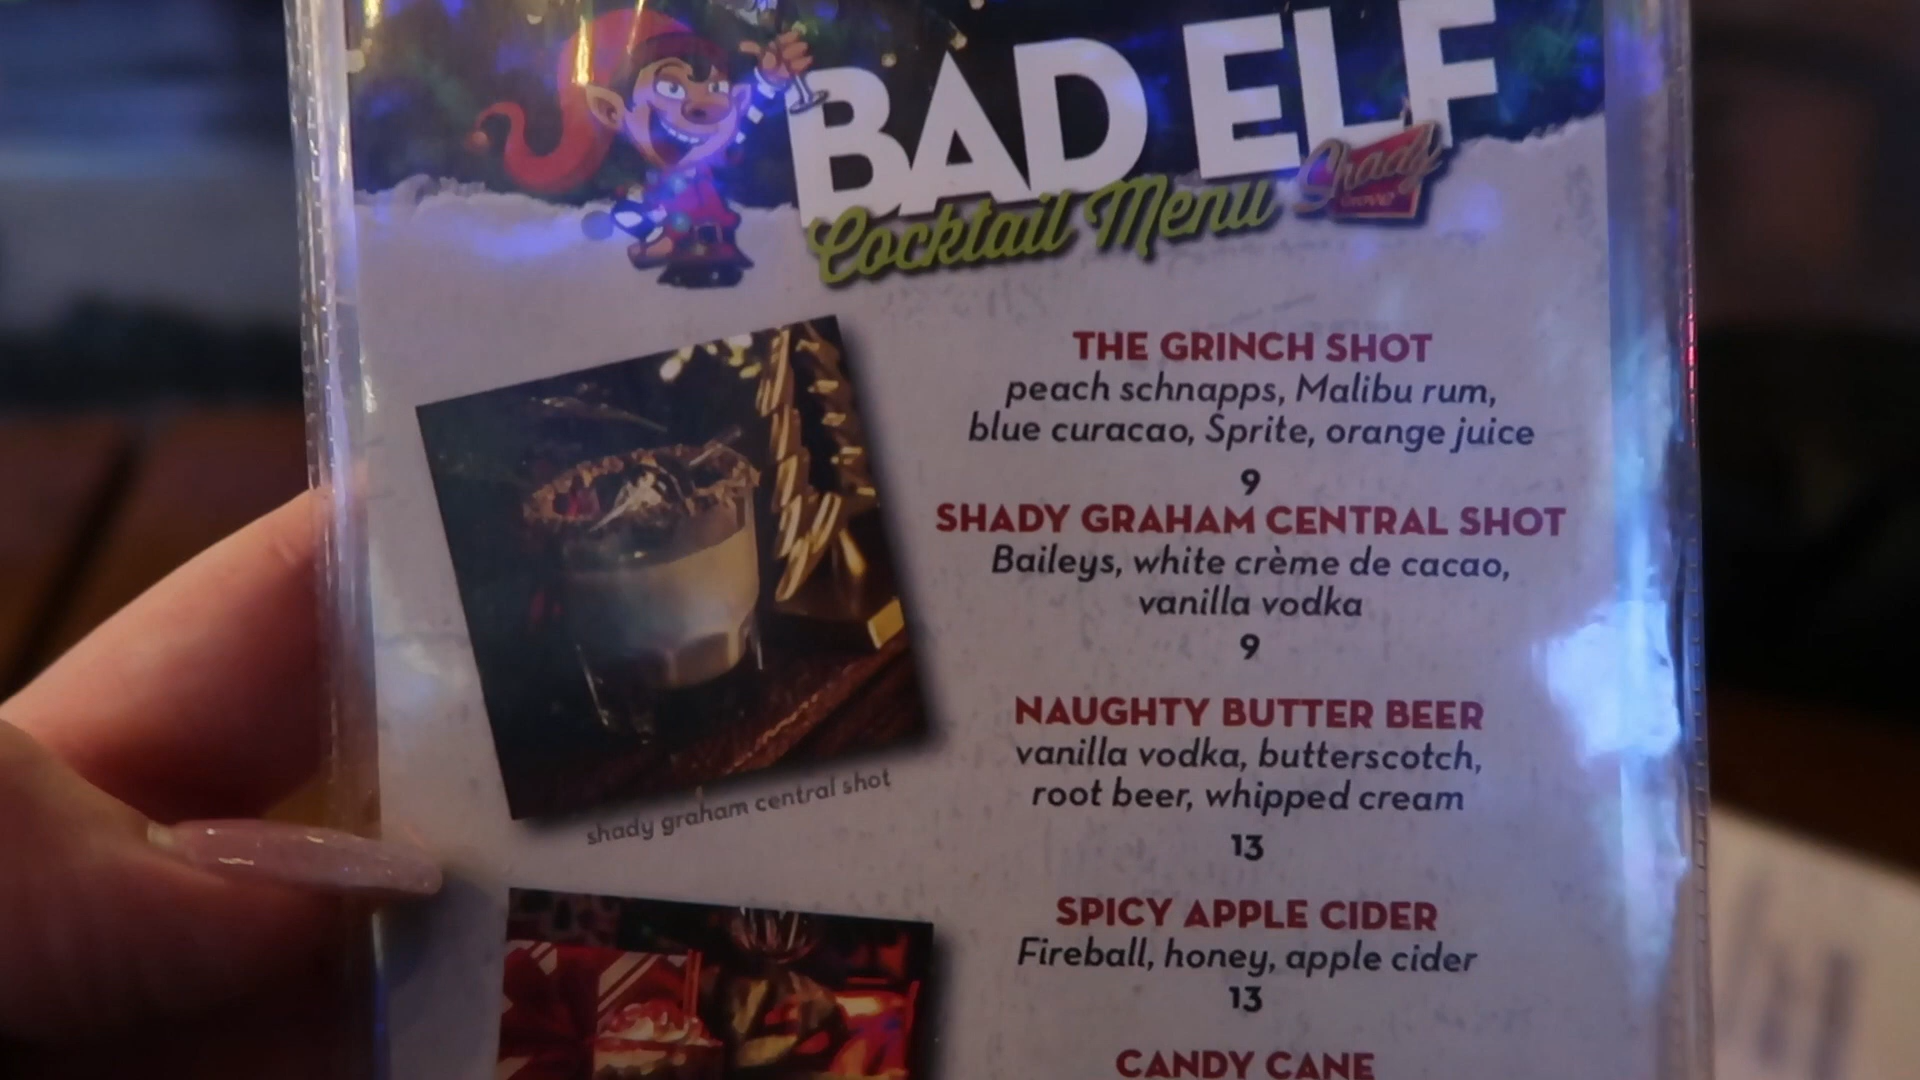 BAD ELF
Cocktail Menu
Shady
Grove
THE GRINCH SHOT
peach schnapps, Malibu rum,
blue curacao, Sprite, orange juice
9
SHADY GRAHAM CENTRAL SHOT
Baileys, white crème de cacao,
vanilla vodka
9
shady graham central shot
NAUGHTY BUTTER BEER
vanilla vodka, butterscotch,
root beer, whipped cream
13
SPICY APPLE CIDER
Fireball, honey, apple cider
13
CANDY CANE